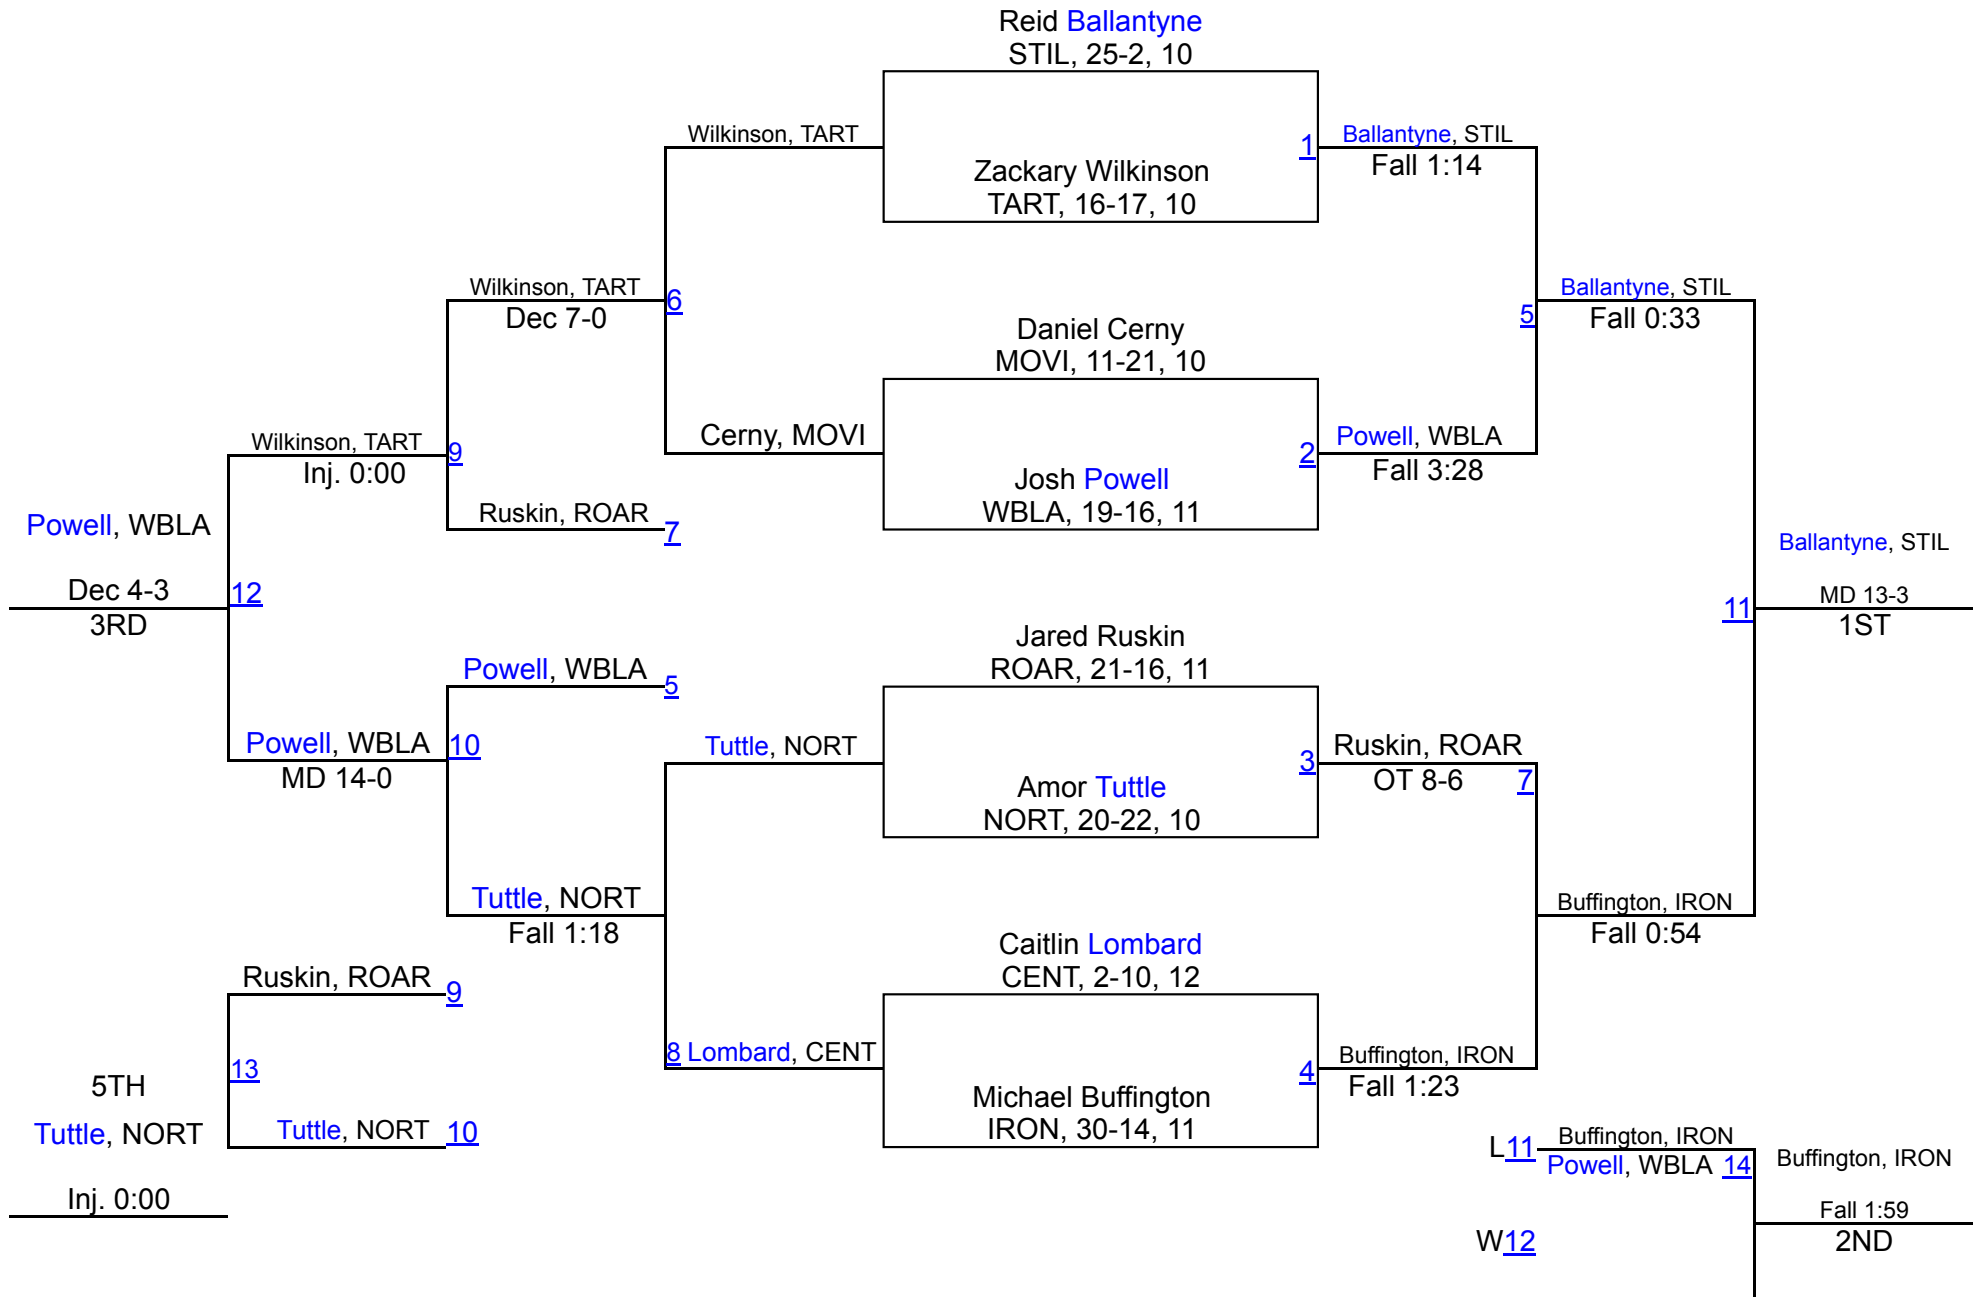 Reid Ballantyne
STIL, 25-2, 10
Wilkinson, TART
1
Ballantyne, STIL
Fall 1:14
Zackary Wilkinson
TART, 16-17, 10
Wilkinson, TART
Dec 7-0
6
Ballantyne, STIL
Fall 0:33
5
Daniel Cerny
MOVI, 11-21, 10
Wilkinson, TART
Inj. 0:00
9
Cerny, MOVI
2
Powell, WBLA
Fall 3:28
Josh Powell
WBLA, 19-16, 11
Ruskin, ROAR
7
Powell, WBLA
Dec 4-3
3RD
12
Ballantyne, STIL
MD 13-3
1ST
11
Jared Ruskin
ROAR, 21-16, 11
Powell, WBLA
5
Powell, WBLA
MD 14-0
10
Tuttle, NORT
3
Ruskin, ROAR
OT 8-6
7
Amor Tuttle
NORT, 20-22, 10
Tuttle, NORT
Fall 1:18
Buffington, IRON
Fall 0:54
Caitlin Lombard
CENT, 2-10, 12
Ruskin, ROAR
9
8 Lombard, CENT
4
Buffington, IRON
Fall 1:23
Michael Buffington
IRON, 30-14, 11
13
5TH
Tuttle, NORT
Tuttle, NORT
10
Inj. 0:00
L11
Buffington, IRON
Powell, WBLA 14
Buffington, IRON
Fall 1:59
2ND
W12